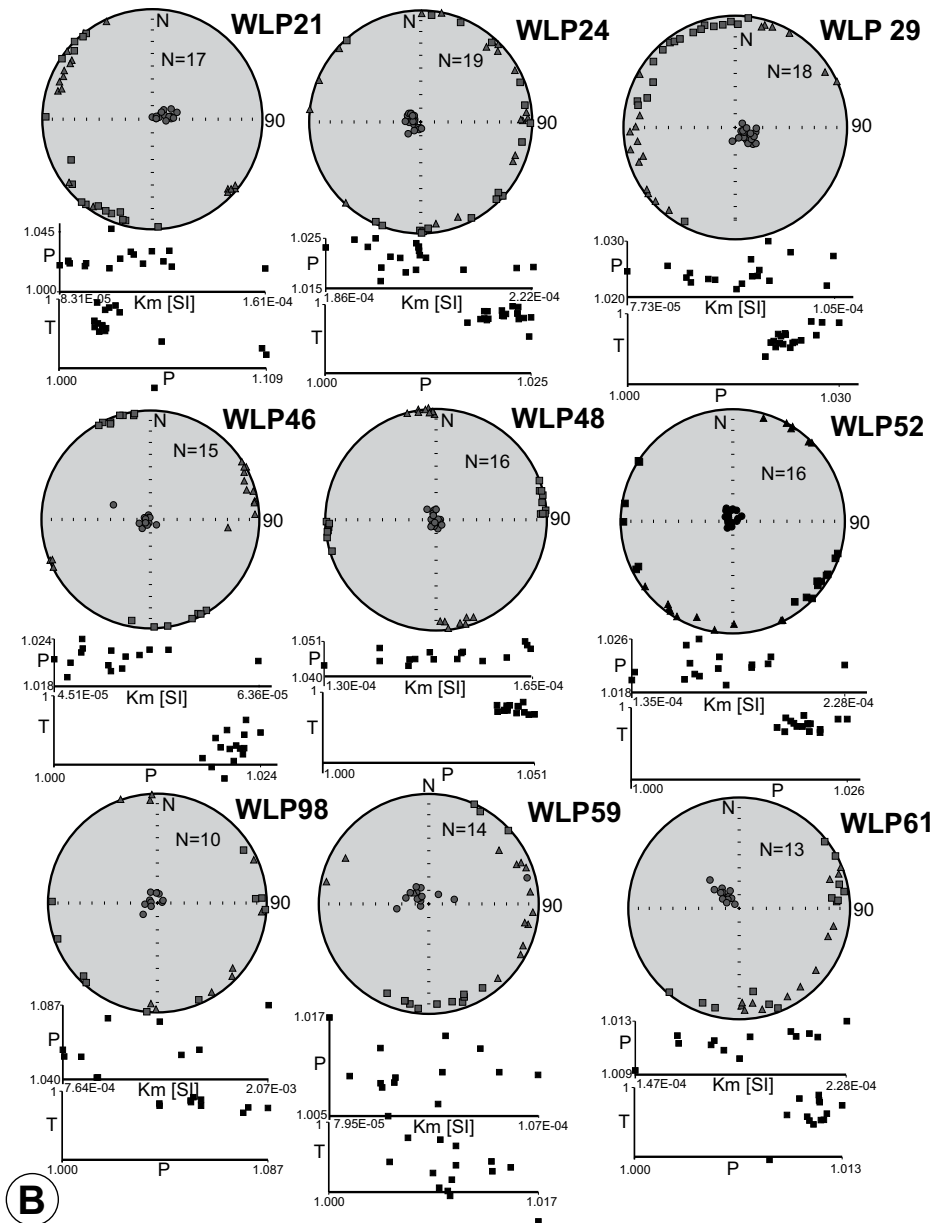 WLP21
N
N=17
90
1.045
P
1.000
1 8.31E-05 Km [SI] 1.61E-04
T
1.000 P 1.109
WLP24
N
N=19
90
1.025
P
1.015
1 1.86E-04 Km [SI] 2.22E-04
T
1.000 P 1.025
WLP 29
N
N=18
90
1.030
P
1.020
1 7.73E-05 Km [SI] 1.05E-04
T
1.000 P 1.030
WLP46
N
N=15
90
1.024
P
1.018
1 4.51E-05 Km [SI] 6.36E-05
T
1.000 P 1.024
WLP48
N
N=16
90
1.051
P
1.040
1 1.30E-04 Km [SI] 1.65E-04
T
1.000 P 1.051
WLP52
N
N=16
90
1.026
P
1.018
1 1.35E-04 Km [SI] 2.28E-04
T
1.000 P 1.026
WLP98
N
N=10
90
1.087
P
1.040
1 7.64E-04 Km [SI] 2.07E-03
T
1.000 P 1.087
WLP59
N
N=14
90
1.017
P
1.005
1 7.95E-05 Km [SI] 1.07E-04
T
1.000 1.017
WLP61
N
N=13
90
1.013
P
1.009
1 1.47E-04 Km [SI] 2.28E-04
T
1.000 P 1.013
B